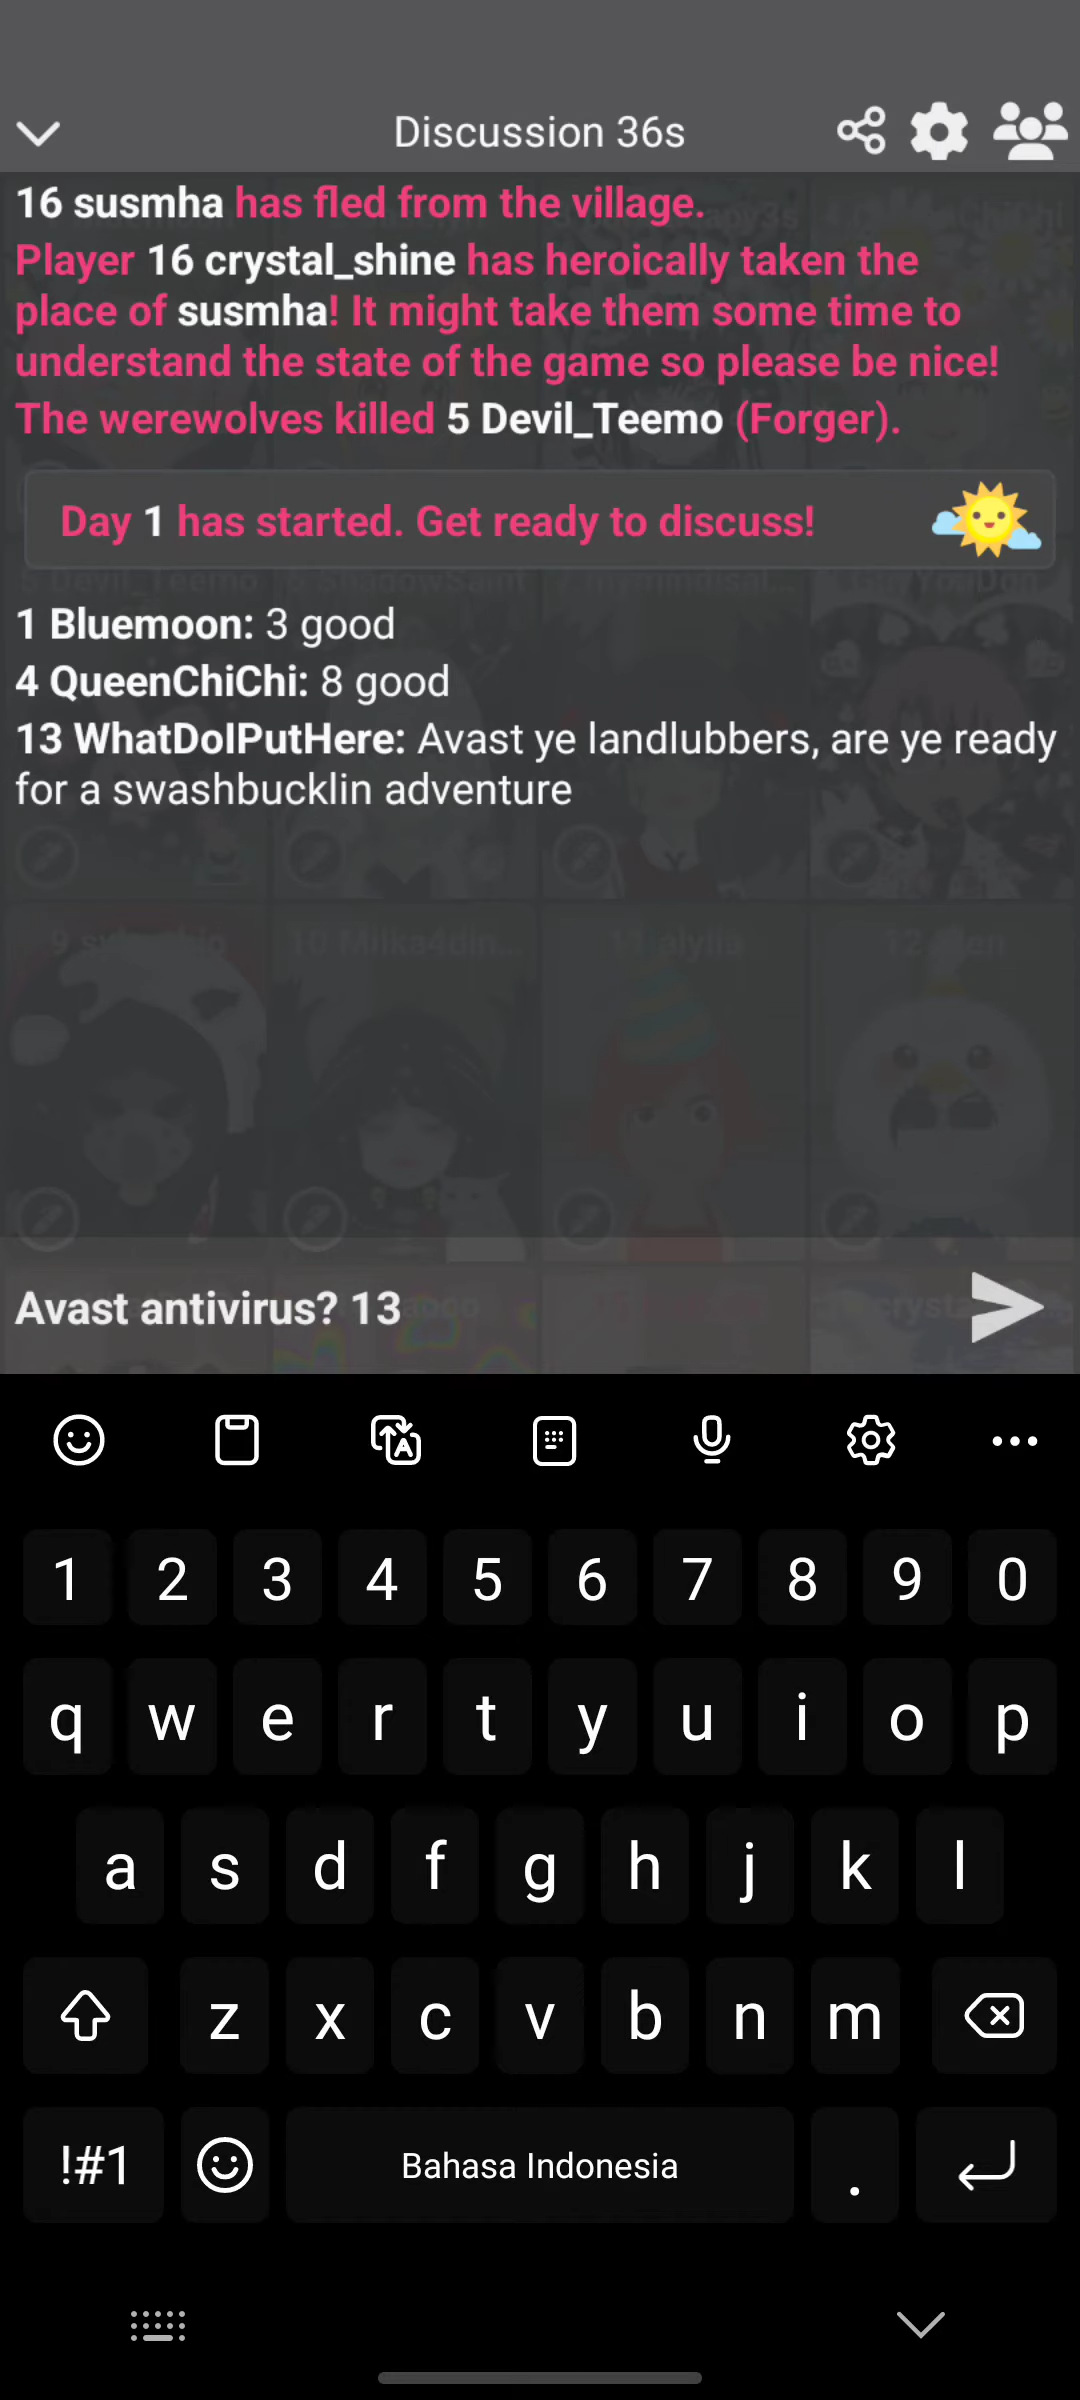 Discussion 36s
16 susmha has fled from the village.
Player 16 crystal_shine has heroically taken the
place of susmha! It might take them some time to
understand the state of the game so please be nice!
The werewolves killed 5 Devil_Teemo (Forger).
Day 1 has started. Get ready to discuss!
5 Devil_Teemo
1 Bluemoon: 3 good
4 QueenChiChi: 8 good
13 WhatDoIPutHere: Avast ye landlubbers, are ye ready
for a swashbucklin adventure
Avast antivirus? 13
1 2 3 4 5 6 7 8 9 0
q w e r t y u i o p
a s d f g h j k l
z x c v b n m
!#1 Bahasa Indonesia .